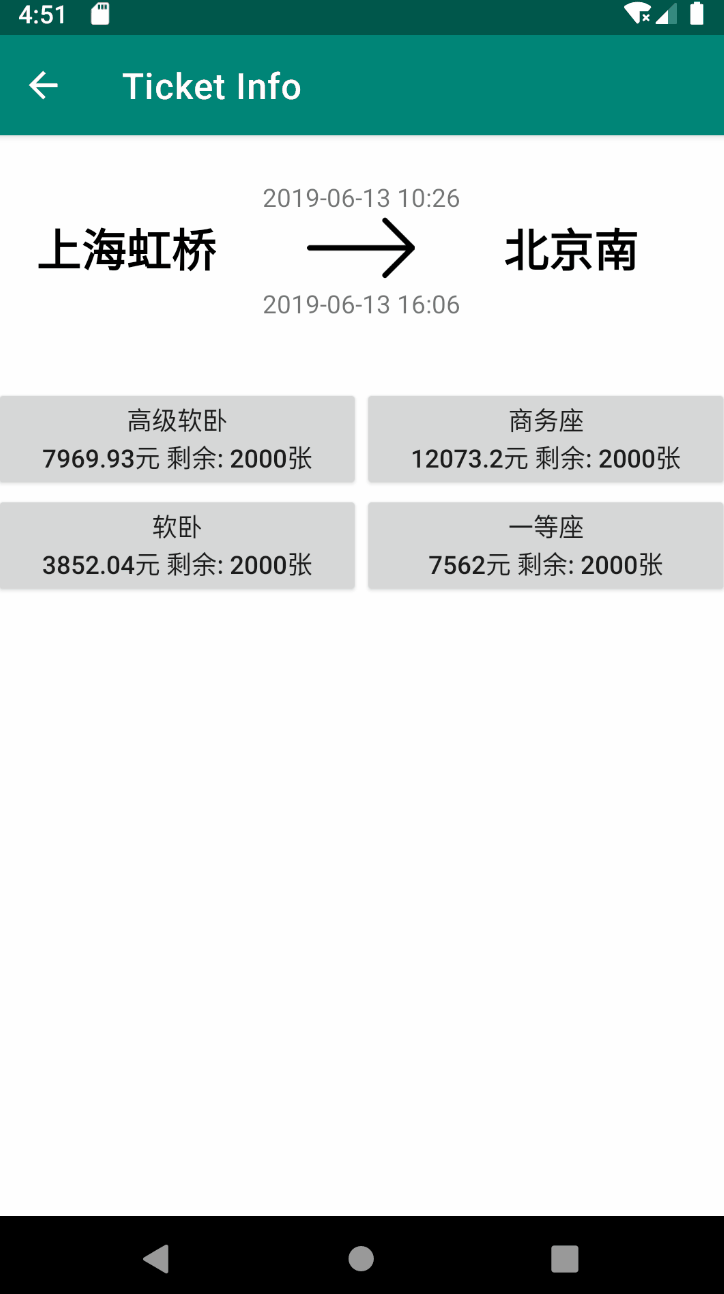 4:51
Ticket Info
2019-06-13 10:26
上海虹桥
北京南
2019-06-13 16:06
高级软卧
7969.93元 剩余: 2000张
商务座
12073.2元 剩余: 2000张
软卧
3852.04元 剩余: 2000张
一等座
7562元 剩余: 2000张